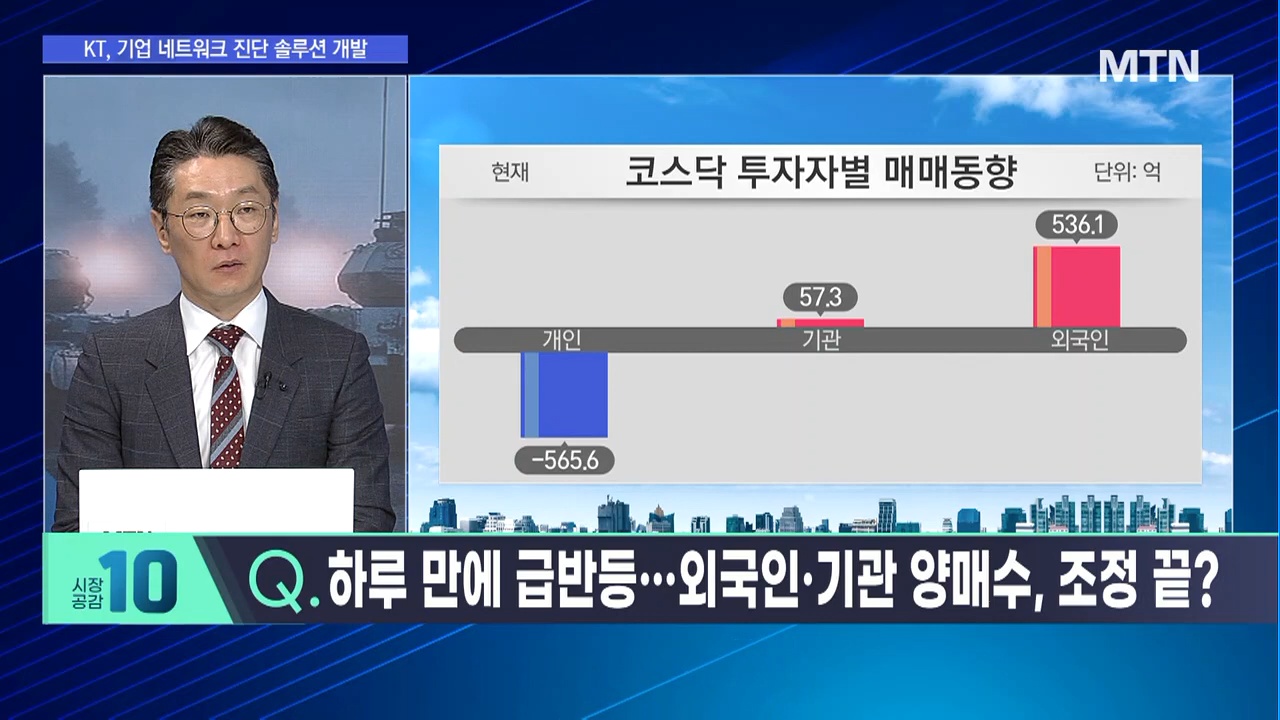 KT, 기업 네트워크 진단 솔루션 개발
MTN
현재
코스닥 투자자별 매매동향
단위: 억
536.1
57.3
개인
기관
외국인
-565.6
시장
공감
10
Q. 하루 만에 급반등…외국인·기관 양매수, 조정 끝?